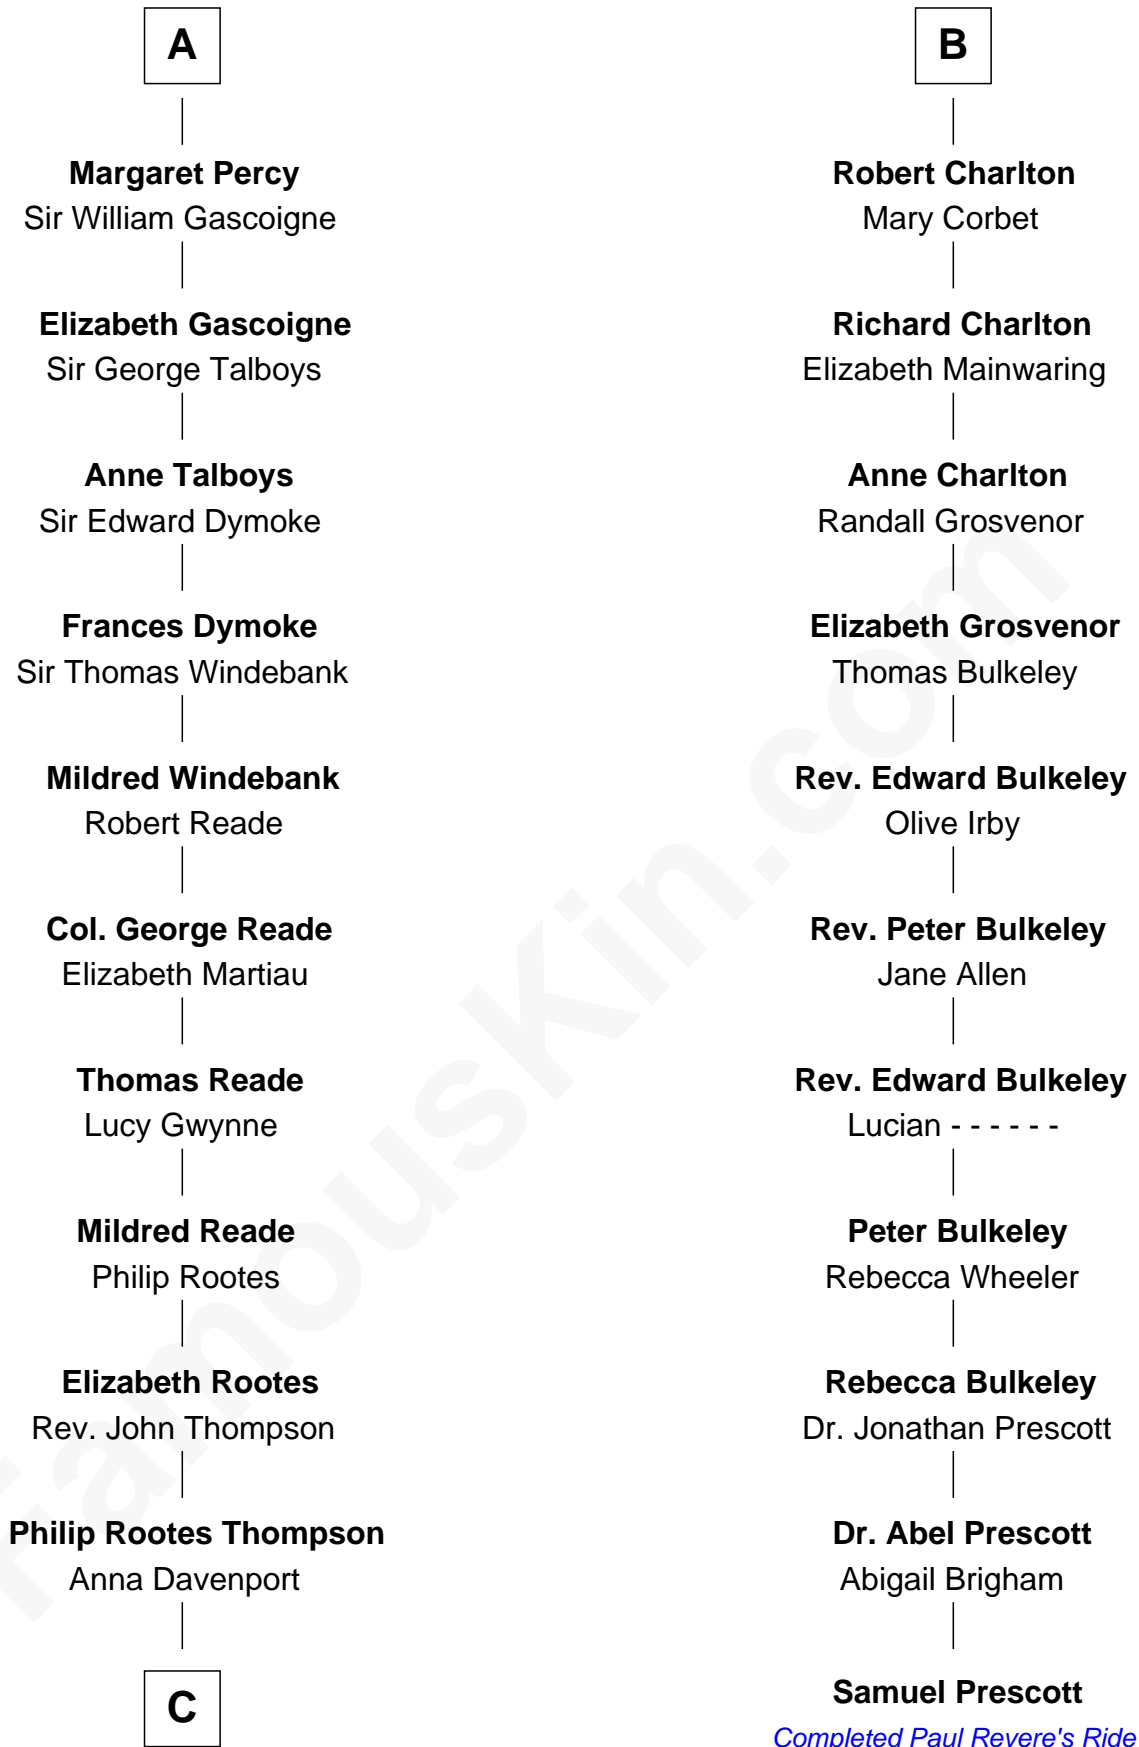 A
Margaret Percy
Sir William Gascoigne
Elizabeth Gascoigne
Sir George Talboys
Anne Talboys
Sir Edward Dymoke
Frances Dymoke
Sir Thomas Windebank
Mildred Windebank
Robert Reade
Col. George Reade
Elizabeth Martiau
Thomas Reade
Lucy Gwynne
Mildred Reade
Philip Rootes
Elizabeth Rootes
Rev. John Thompson
Philip Rootes Thompson
Anna Davenport
C
B
Robert Charlton
Mary Corbet
Richard Charlton
Elizabeth Mainwaring
Anne Charlton
Randall Grosvenor
Elizabeth Grosvenor
Thomas Bulkeley
Rev. Edward Bulkeley
Olive Irby
Rev. Peter Bulkeley
Jane Allen
Rev. Edward Bulkeley
Lucian - - - - - -
Peter Bulkeley
Rebecca Wheeler
Rebecca Bulkeley
Dr. Jonathan Prescott
Dr. Abel Prescott
Abigail Brigham
Samuel Prescott
Completed Paul Revere's Ride
FamousKin.com